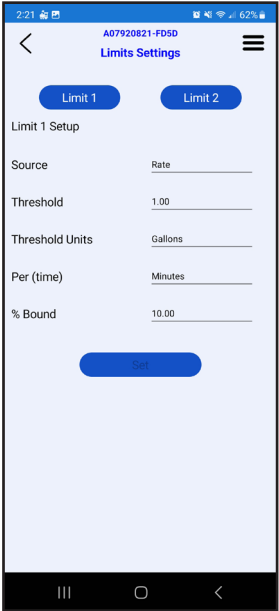 2:21 62%
A07920821-FD5D
Limits Settings
Limit 1 Limit 2
Limit 1 Setup
Source Rate
Threshold 1.00
Threshold Units Gallons
Per (time) Minutes
% Bound 10.00
Set